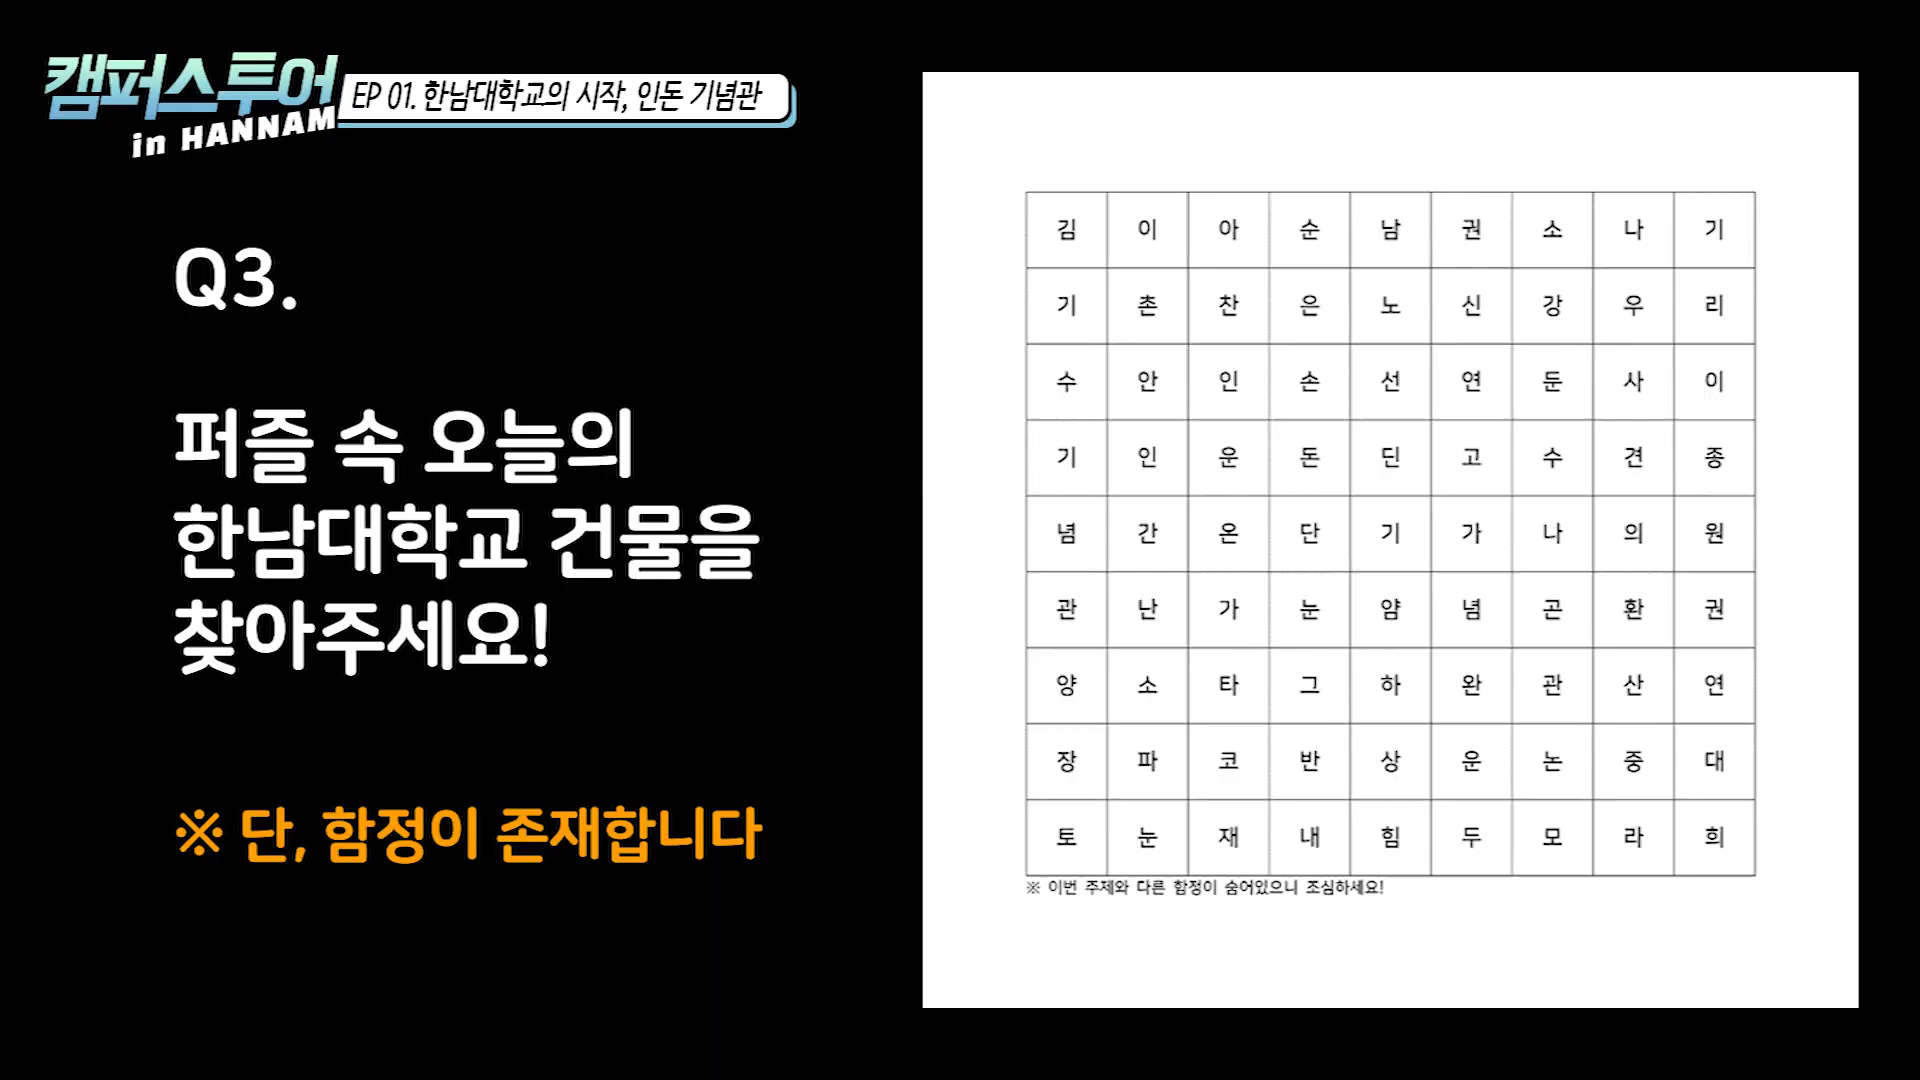 캠퍼스투어
in HANNAM
EP 01. 한남대학교의 시작, 인돈 기념관
Q3.
퍼즐 속 오늘의
한남대학교 건물을
찾아주세요!
※ 단, 함정이 존재합니다
김 이 아 순 남 권 소 나 기
기 촌 찬 은 노 신 강 우 리
수 안 인 손 선 연 둔 사 이
기 인 운 돈 딘 고 수 견 종
념 간 온 단 기 가 나 의 원
관 난 가 눈 얌 념 곤 환 권
양 소 타 그 하 완 관 산 연
장 파 코 반 상 운 논 중 대
토 눈 재 내 힘 두 모 라 희
※ 이번 주제와 다른 함정이 숨어있으니 조심하세요!